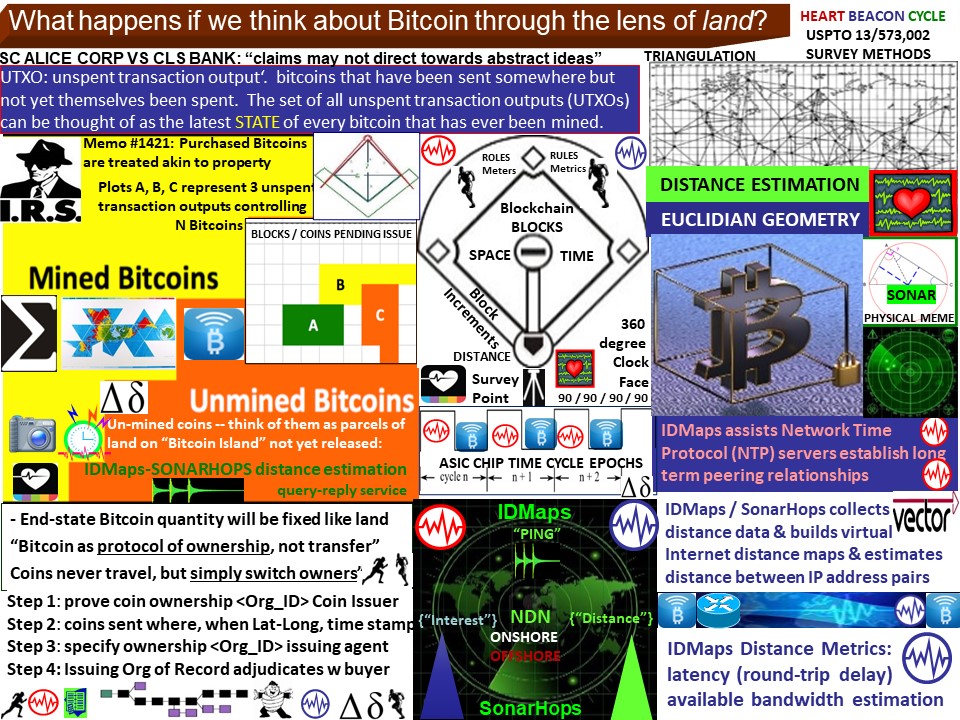 What happens if we think about Bitcoin through the lens of land?
HEART BEACON CYCLE
USPTO 13/573,002
SURVEY METHODS
SC ALICE CORP VS CLS BANK: “claims may not direct towards abstract ideas”
TRIANGULATION
UTXO: unspent transaction output‘. bitcoins that have been sent somewhere but
not yet themselves been spent. The set of all unspent transaction outputs (UTXOs)
can be thought of as the latest STATE of every bitcoin that has ever been mined.
I.R.S.
Memo #1421: Purchased Bitcoins
are treated akin to property
Plots A, B, C represent 3 unspent
transaction outputs controlling
N Bitcoins
BLOCKS / COINS PENDING ISSUE
A
B
C
Mined Bitcoins
Unmined Bitcoins
Δδ
Un-mined coins -- think of them as parcels of
land on “Bitcoin Island” not yet released:
IDMaps-SONARHOPS distance estimation
query-reply service
ROLES
Meters
RULES
Metrics
Blockchain -
BLOCKS
SPACE
TIME
Block
Increments
DISTANCE
Survey
Point
360
degree
Clock
Face
90 / 90 / 90 / 90
ASIC CHIP TIME CYCLE EPOCHS
cycle n
n + 1
n + 2
Δδ
DISTANCE ESTIMATION
EUCLIDIAN GEOMETRY
SONAR
PHYSICAL MEME
IDMaps assists Network Time
Protocol (NTP) servers establish long
term peering relationships
- End-state Bitcoin quantity will be fixed like land
“Bitcoin as protocol of ownership, not transfer”
Coins never travel, but simply switch owners”
Step 1: prove coin ownership <Org_ID> Coin Issuer
Step 2: coins sent where, when Lat-Long, time stamp
Step 3: specify ownership <Org_ID> issuing agent
Step 4: Issuing Org of Record adjudicates w buyer
Δδ
IDMaps
“PING”
{“Interest”}
NDN
{“Distance”}
ONSHORE
OFFSHORE
SonarHops
IDMaps / SonarHops collects
distance data & builds virtual
Internet distance maps & estimates
distance between IP address pairs
vector
IDMaps Distance Metrics:
latency (round-trip delay)
available bandwidth estimation